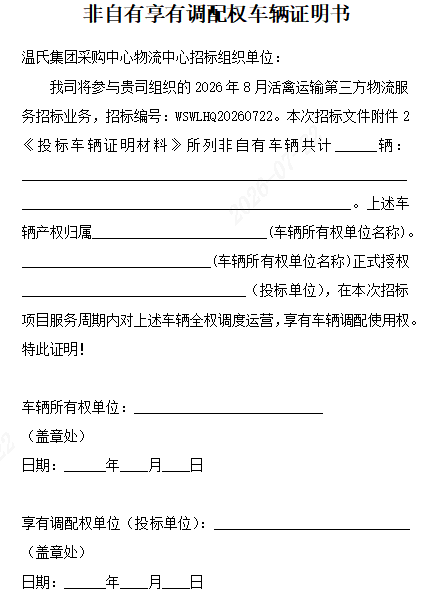 非自有享有调配权车辆证明书
温氏集团采购中心物流中心招标组织单位：
我司将参与贵司组织的2026年8月活禽运输第三方物流服
务招标业务，招标编号：WSWLHQ20260722。本次招标文件附件2
《投标车辆证明材料》所列非自有车辆共计______辆：
_______________________________________________________
_______________________________________________。上述车
辆产权归属_________________________(车辆所有权单位名称)。
___________________________(车辆所有权单位名称)正式授权
________________________________（投标单位），在本次招标
项目服务周期内对上述车辆全权调度运营，享有车辆调配使用权。
特此证明！
车辆所有权单位：___________________________
（盖章处）
日期：______年____月____日
享有调配权单位（投标单位）：____________________________
（盖章处）
日期：______年____月____日